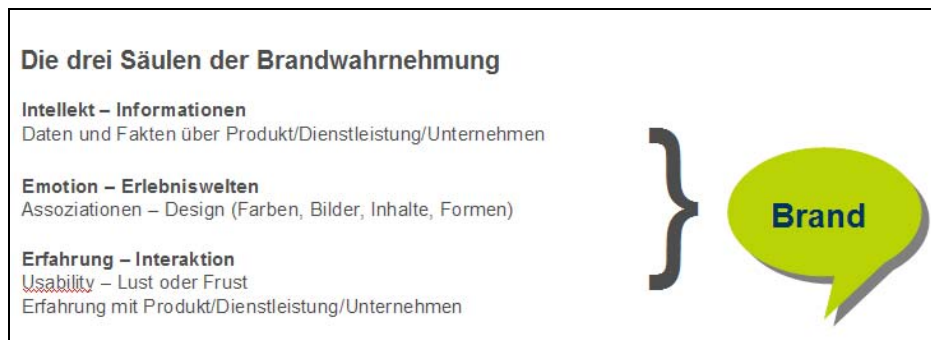 Die drei Säulen der Brandwahrnehmung
Intellekt – Informationen
Daten und Fakten über Produkt/Dienstleistung/Unternehmen
Emotion – Erlebniswelten
Assoziationen – Design (Farben, Bilder, Inhalte, Formen)
Erfahrung – Interaktion
Usability – Lust oder Frust
Erfahrung mit Produkt/Dienstleistung/Unternehmen
}
Brand